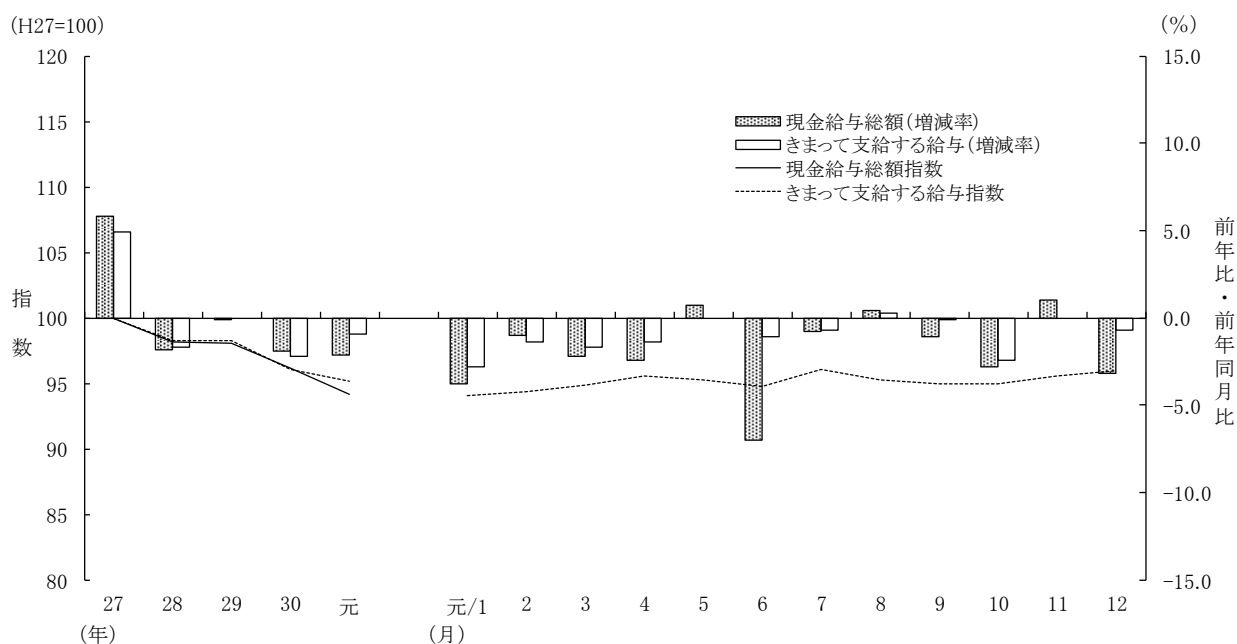 (H27=100)
(%)
120
115
110
105
100
95
90
85
80
指数
15.0
10.0
5.0
0.0
-5.0
-10.0
-15.0
前年比・前年同月比
現金給与総額(増減率)
きまって支給する給与(増減率)
現金給与総額指数
きまって支給する給与指数
27 28 29 30 元 元/1 2 3 4 5 6 7 8 9 10 11 12
(年) (月)